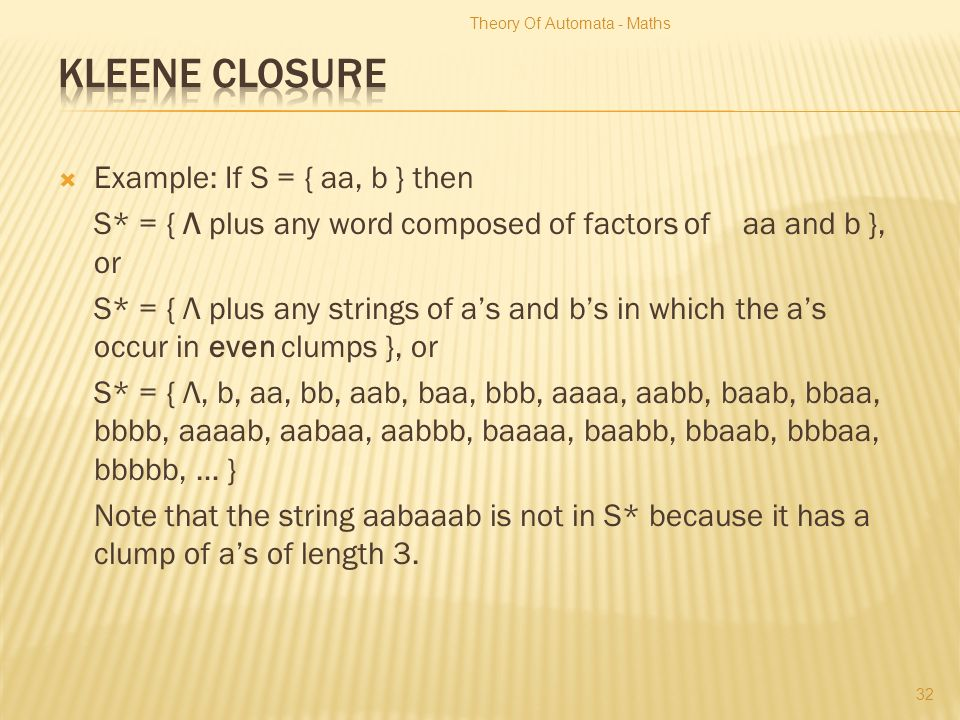 Theory Of Automata - Maths
KLEENE CLOSURE
Example: If S = { aa, b } then
S* = { Λ plus any word composed of factors of aa and b },
or
S* = { Λ plus any strings of a’s and b’s in which the a’s
occur in even clumps }, or
S* = { Λ, b, aa, bb, aab, baa, bbb, aaaa, aabb, baab, bbaa,
bbbb, aaaab, aabaa, aabbb, baaaa, baabb, bbaab, bbbaa,
bbbbb, … }
Note that the string aabaaab is not in S* because it has a
clump of a’s of length 3.
32